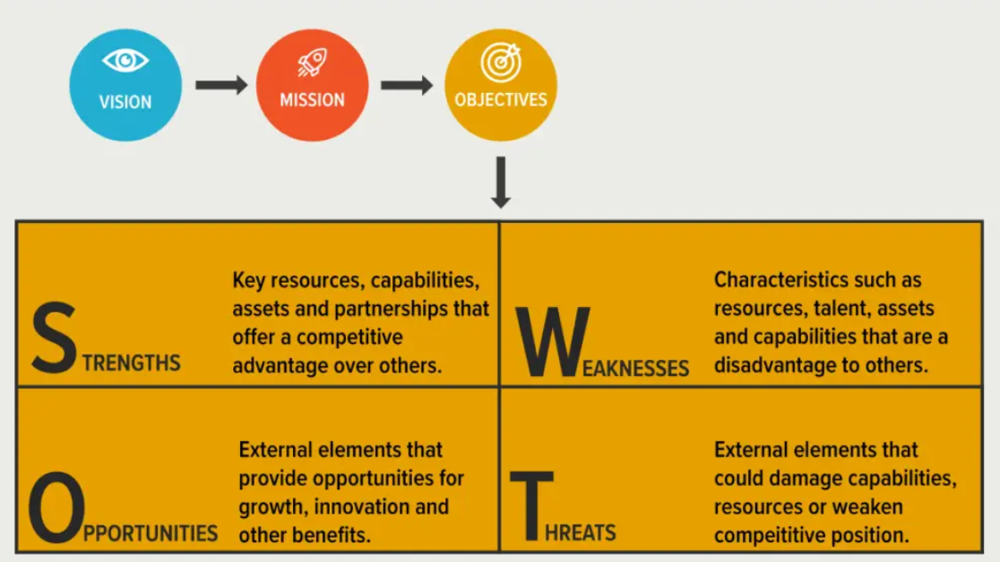 VISION
MISSION
OBJECTIVES
STRENGTHS
Key resources, capabilities,
assets and partnerships that
offer a competitive
advantage over others.
WEAKNESSES
Characteristics such as
resources, talent, assets
and capabilities that are a
disadvantage to others.
OPPORTUNITIES
External elements that
provide opportunities for
growth, innovation and
other benefits.
THREATS
External elements that
could damage capabilities,
resources or weaken
compeititive position.